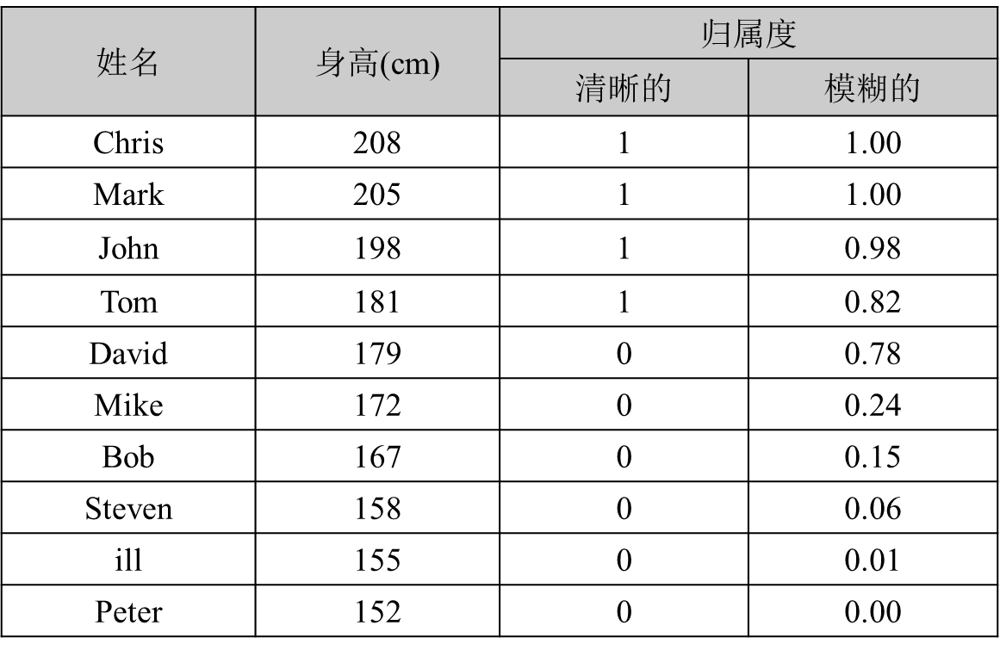 姓名 身高(cm) 归属度
清晰的 模糊的
Chris 208 1 1.00
Mark 205 1 1.00
John 198 1 0.98
Tom 181 1 0.82
David 179 0 0.78
Mike 172 0 0.24
Bob 167 0 0.15
Steven 158 0 0.06
ill 155 0 0.01
Peter 152 0 0.00